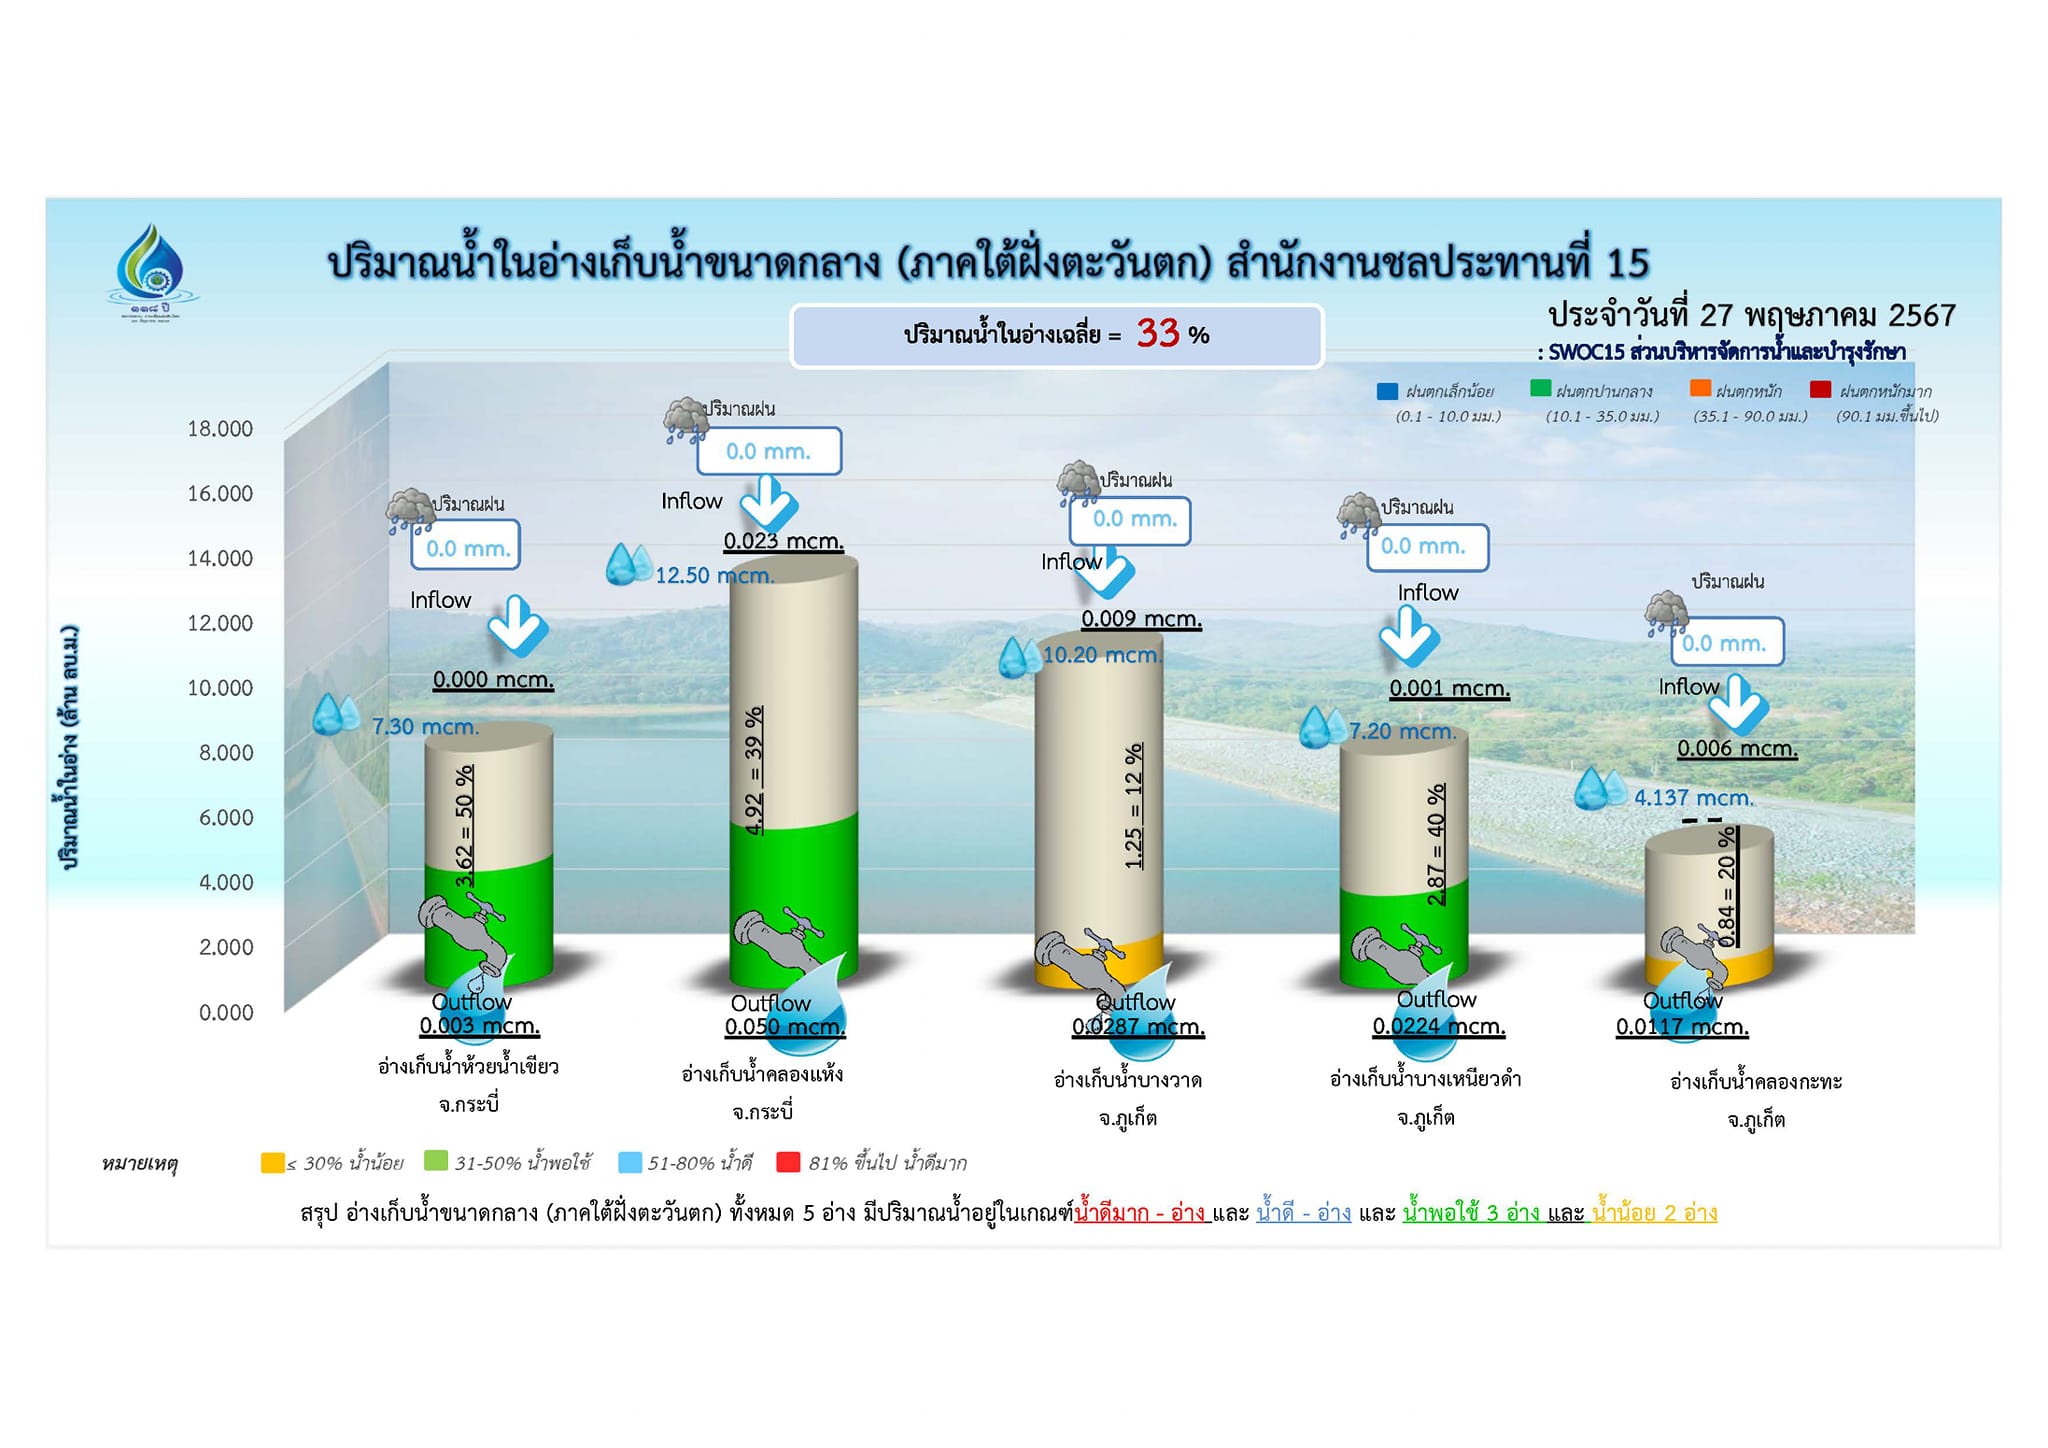 ปริมาณน้ำในอ่างเก็บน้ำขนาดกลาง (ภาคใต้ฝั่งตะวันตก) สำนักงานชลประทานที่ 15
๑๑๘ ปี
ประจำวันที่ 27 พฤษภาคม 2567
: SWOC15 ส่วนบริหารจัดการน้ำและบำรุงรักษา
ปริมาณน้ำในอ่างเฉลี่ย = 33 %
ฝนตกเล็กน้อย (0.1 - 10.0 มม.)
ฝนตกปานกลาง (10.1 - 35.0 มม.)
ฝนตกหนัก (35.1 - 90.0 มม.)
ฝนตกหนักมาก (90.1 มม.ขึ้นไป)
ปริมาณน้ำในอ่าง (ล้าน ลบ.ม.)
18.000
16.000
14.000
12.000
10.000
8.000
6.000
4.000
2.000
0.000
ปริมาณฝน
0.0 mm.
Inflow
0.000 mcm.
7.30 mcm.
3.62 = 50 %
Outflow
0.003 mcm.
อ่างเก็บน้ำห้วยน้ำเขียว
จ.กระบี่
ปริมาณฝน
0.0 mm.
Inflow
0.023 mcm.
12.50 mcm.
4.92 = 39 %
Outflow
0.050 mcm.
อ่างเก็บน้ำคลองแห้ง
จ.กระบี่
ปริมาณฝน
0.0 mm.
Inflow
0.009 mcm.
10.20 mcm.
1.25 = 12 %
Outflow
0.0287 mcm.
อ่างเก็บน้ำบางวาด
จ.ภูเก็ต
ปริมาณฝน
0.0 mm.
Inflow
0.001 mcm.
7.20 mcm.
2.87 = 40 %
Outflow
0.0224 mcm.
อ่างเก็บน้ำบางเหนียวดำ
จ.ภูเก็ต
ปริมาณฝน
0.0 mm.
Inflow
0.006 mcm.
4.137 mcm.
0.84 = 20 %
Outflow
0.0117 mcm.
อ่างเก็บน้ำคลองกะทะ
จ.ภูเก็ต
หมายเหตุ ≤ 30% น้ำน้อย 31-50% น้ำพอใช้ 51-80% น้ำดี 81% ขึ้นไป น้ำดีมาก
สรุป อ่างเก็บน้ำขนาดกลาง (ภาคใต้ฝั่งตะวันตก) ทั้งหมด 5 อ่าง มีปริมาณน้ำอยู่ในเกณฑ์น้ำดีมาก - อ่าง และ น้ำดี - อ่าง และ น้ำพอใช้ 3 อ่าง และ น้ำน้อย 2 อ่าง